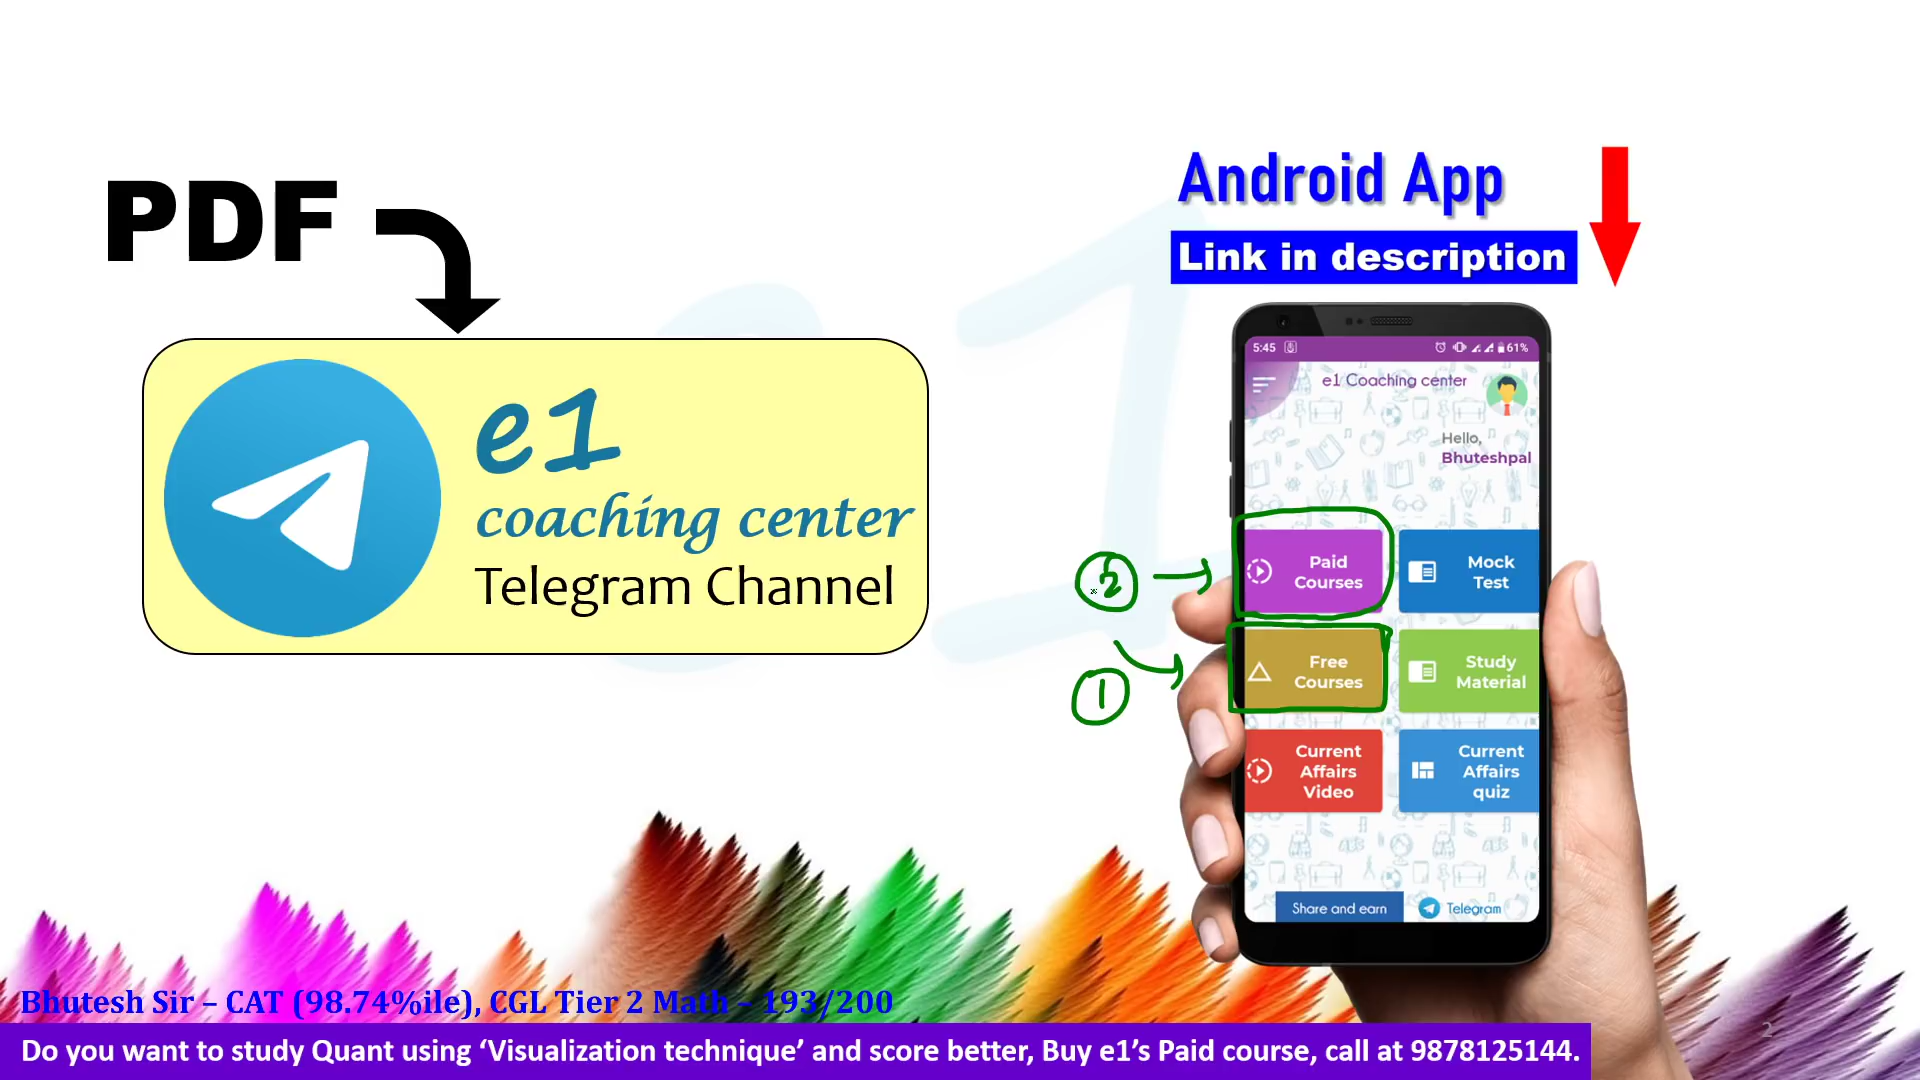 PDF
e1
coaching center
Telegram Channel
Android App
Link in description
5:45
61%
e1 Coaching center
Hello,
Bhuteshpal
Paid
Courses
Mock
Test
2
Free
Courses
Study
Material
1
Current
Affairs
Video
Current
Affairs
quiz
Share and earn
Telegram
Bhutesh Sir – CAT (98.74%ile), CGL Tier 2 Math – 193/200
2
Do you want to study Quant using ‘Visualization technique’ and score better, Buy e1’s Paid course, call at 9878125144.